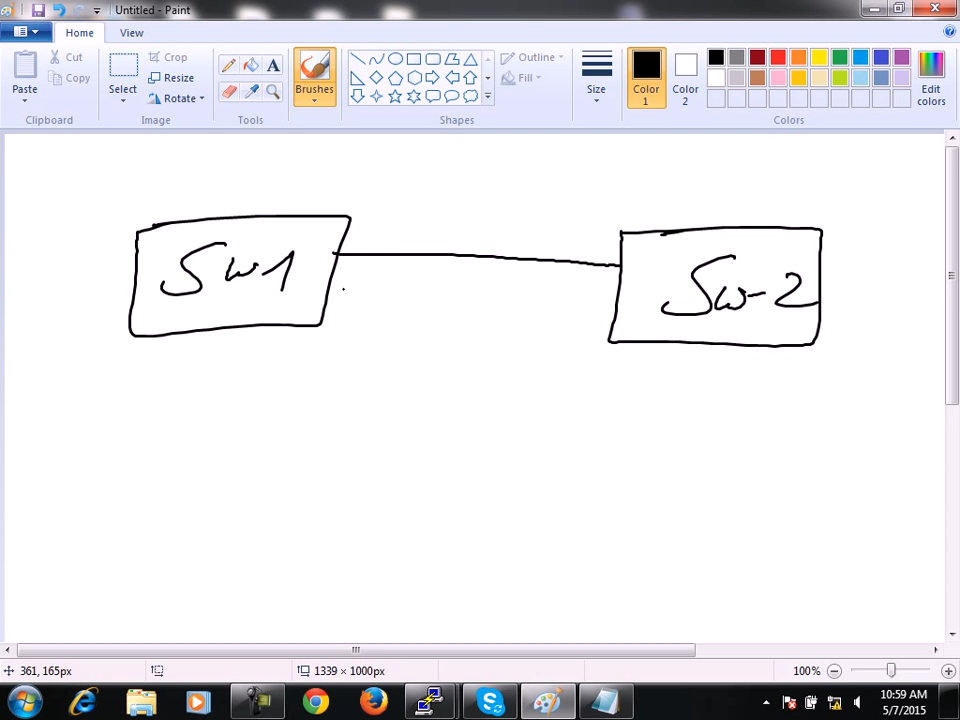 Untitled - Paint
Home View
Paste
Cut
Copy
Clipboard
Select
Crop
Resize
Rotate
Image
A
Tools
Brushes
Shapes
Outline
Fill
Size
Color 1
Color 2
Edit colors
Colors
Sw1
Sw-2
361, 165px
1339 × 1000px
100%
10:59 AM
5/7/2015